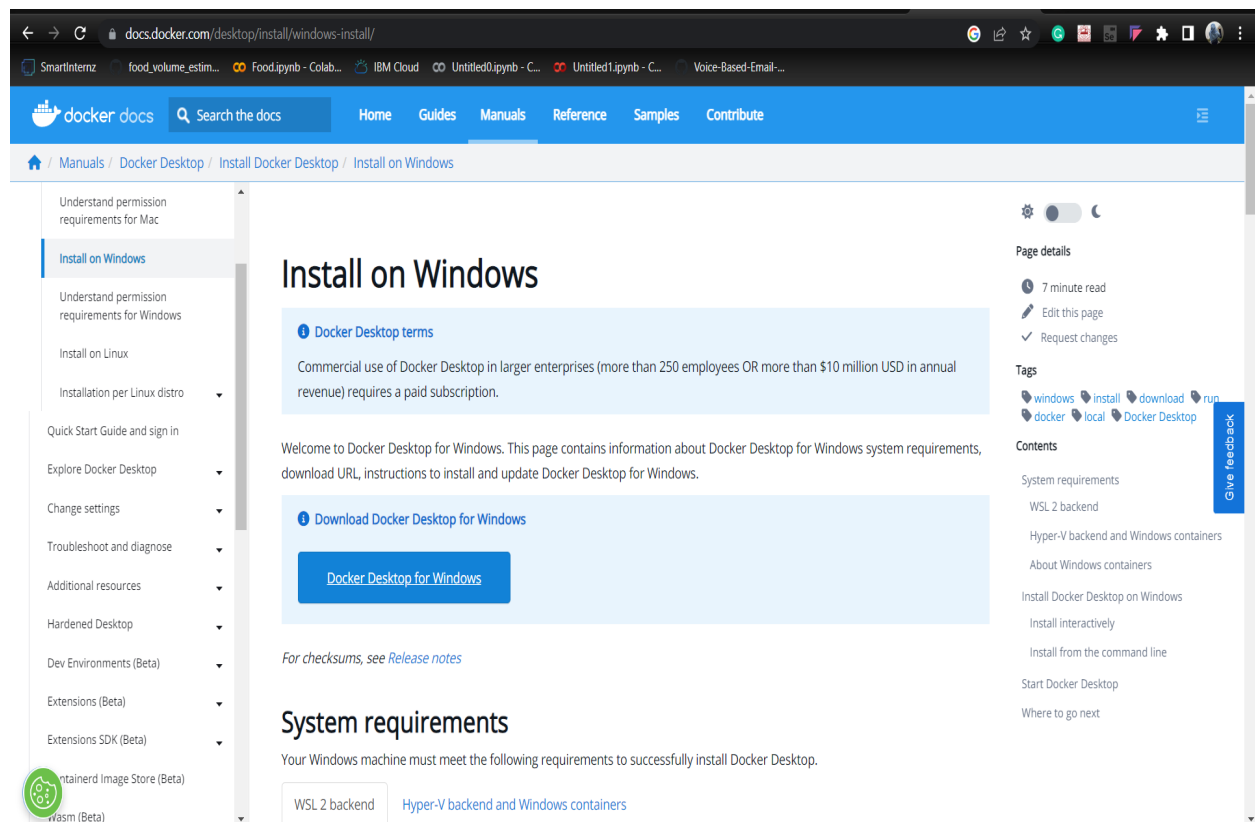 docs.docker.com/desktop/install/windows-install/
SmartInternz food_volume_estim... Food.ipynb - Colab... IBM Cloud Untitled0.ipynb - C... Untitled1.ipynb - C... Voice-Based-Email-...
docker docs Search the docs Home Guides Manuals Reference Samples Contribute
/ Manuals / Docker Desktop / Install Docker Desktop / Install on Windows
Understand permission
requirements for Mac
Install on Windows
Understand permission
requirements for Windows
Install on Linux
Installation per Linux distro
Quick Start Guide and sign in
Explore Docker Desktop
Change settings
Troubleshoot and diagnose
Additional resources
Hardened Desktop
Dev Environments (Beta)
Extensions (Beta)
Extensions SDK (Beta)
Image Store (Beta)
(Beta)
Install on Windows
Docker Desktop terms
Commercial use of Docker Desktop in larger enterprises (more than 250 employees OR more than $10 million USD in annual
revenue) requires a paid subscription.
Welcome to Docker Desktop for Windows. This page contains information about Docker Desktop for Windows system requirements,
download URL, instructions to install and update Docker Desktop for Windows.
Download Docker Desktop for Windows
Docker Desktop for Windows
For checksums, see Release notes
System requirements
Your Windows machine must meet the following requirements to successfully install Docker Desktop.
WSL 2 backend Hyper-V backend and Windows containers
Page details
7 minute read
Edit this page
Request changes
Tags
windows install download run
docker local Docker Desktop
Contents
System requirements
WSL 2 backend
Hyper-V backend and Windows containers
About Windows containers
Install Docker Desktop on Windows
Install interactively
Install from the command line
Start Docker Desktop
Where to go next
Give feedback